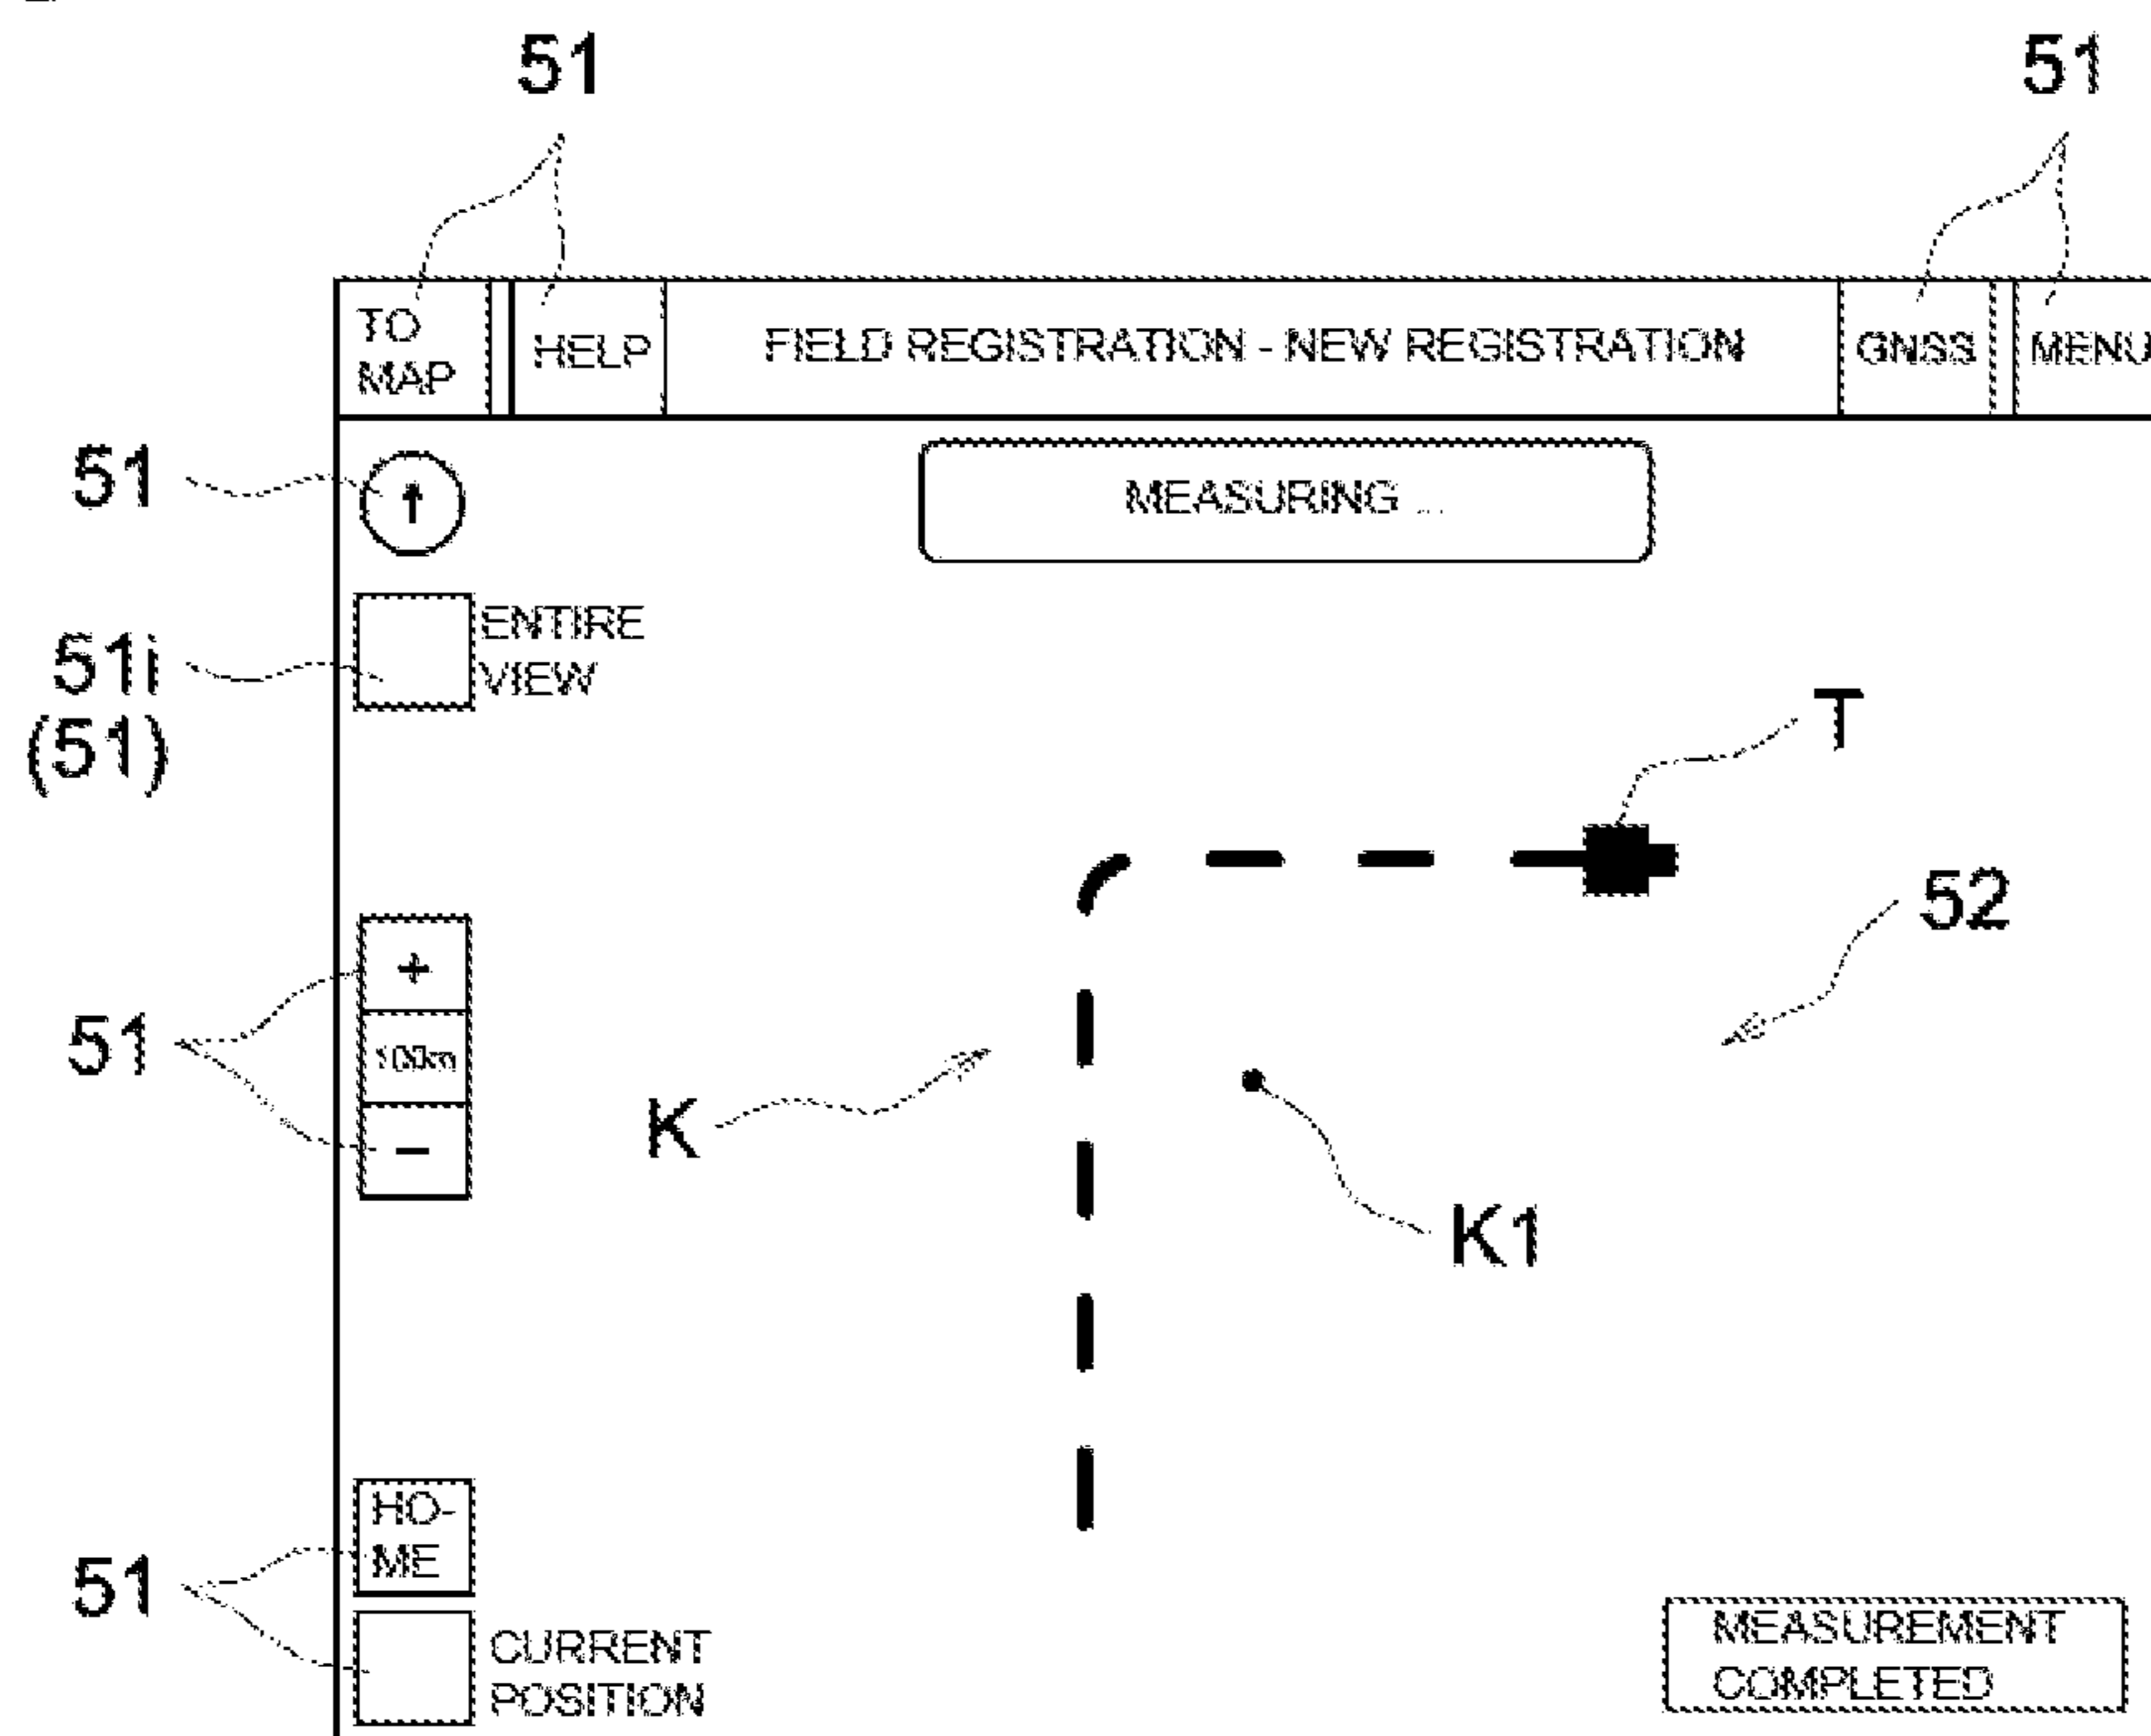 51
51
TO
MAP
HELP
FIELD REGISTRATION - NEW REGISTRATION
GNSS
MENU
51
↑
MEASURING ...
51i
(51)
ENTIRE
VIEW
T
52
+
51
100km
−
K
K1
HO-
ME
51
CURRENT
POSITION
MEASUREMENT
COMPLETED